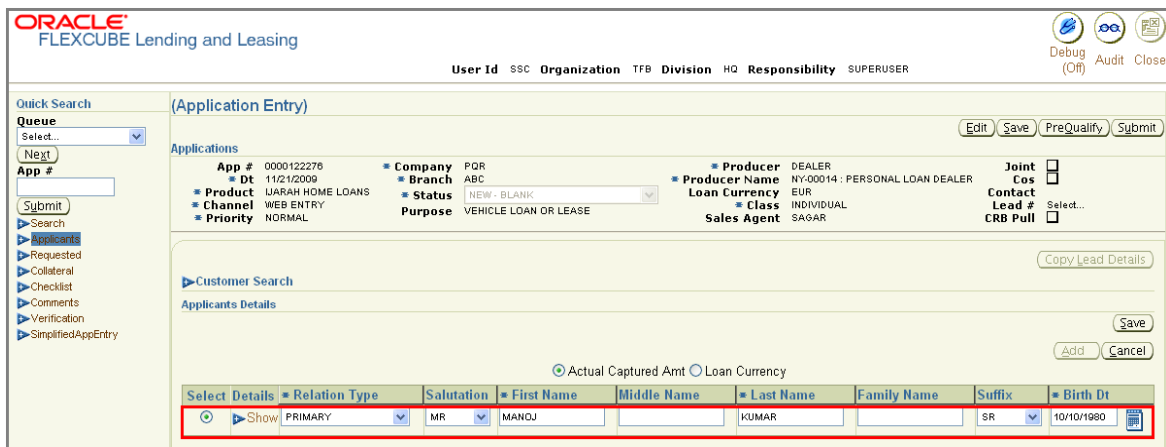 ORACLE
FLEXCUBE Lending and Leasing
Debug (Off) Audit Close
User Id SSC Organization TFB Division HQ Responsibility SUPERUSER
Quick Search
Queue
Select...
Next
App #
Submit
Search
Applicants
Requested
Collateral
Checklist
Comments
Verification
SimplifiedAppEntry
(Application Entry)
Edit Save PreQualify Submit
Applications
App # 0000122276 * Company PQR * Producer DEALER Joint
* Dt 11/21/2009 * Branch ABC * Producer Name NY-00014 : PERSONAL LOAN DEALER Cos
* Product IJARAH HOME LOANS * Status NEW - BLANK Loan Currency EUR Contact
* Channel WEB ENTRY Purpose VEHICLE LOAN OR LEASE * Class INDIVIDUAL Lead # Select...
* Priority NORMAL Sales Agent SAGAR CRB Pull
Copy Lead Details
Customer Search
Applicants Details
Save
Add Cancel
Actual Captured Amt Loan Currency
Select Details * Relation Type Salutation * First Name Middle Name * Last Name Family Name Suffix * Birth Dt
Show PRIMARY MR MANOJ KUMAR SR 10/10/1980